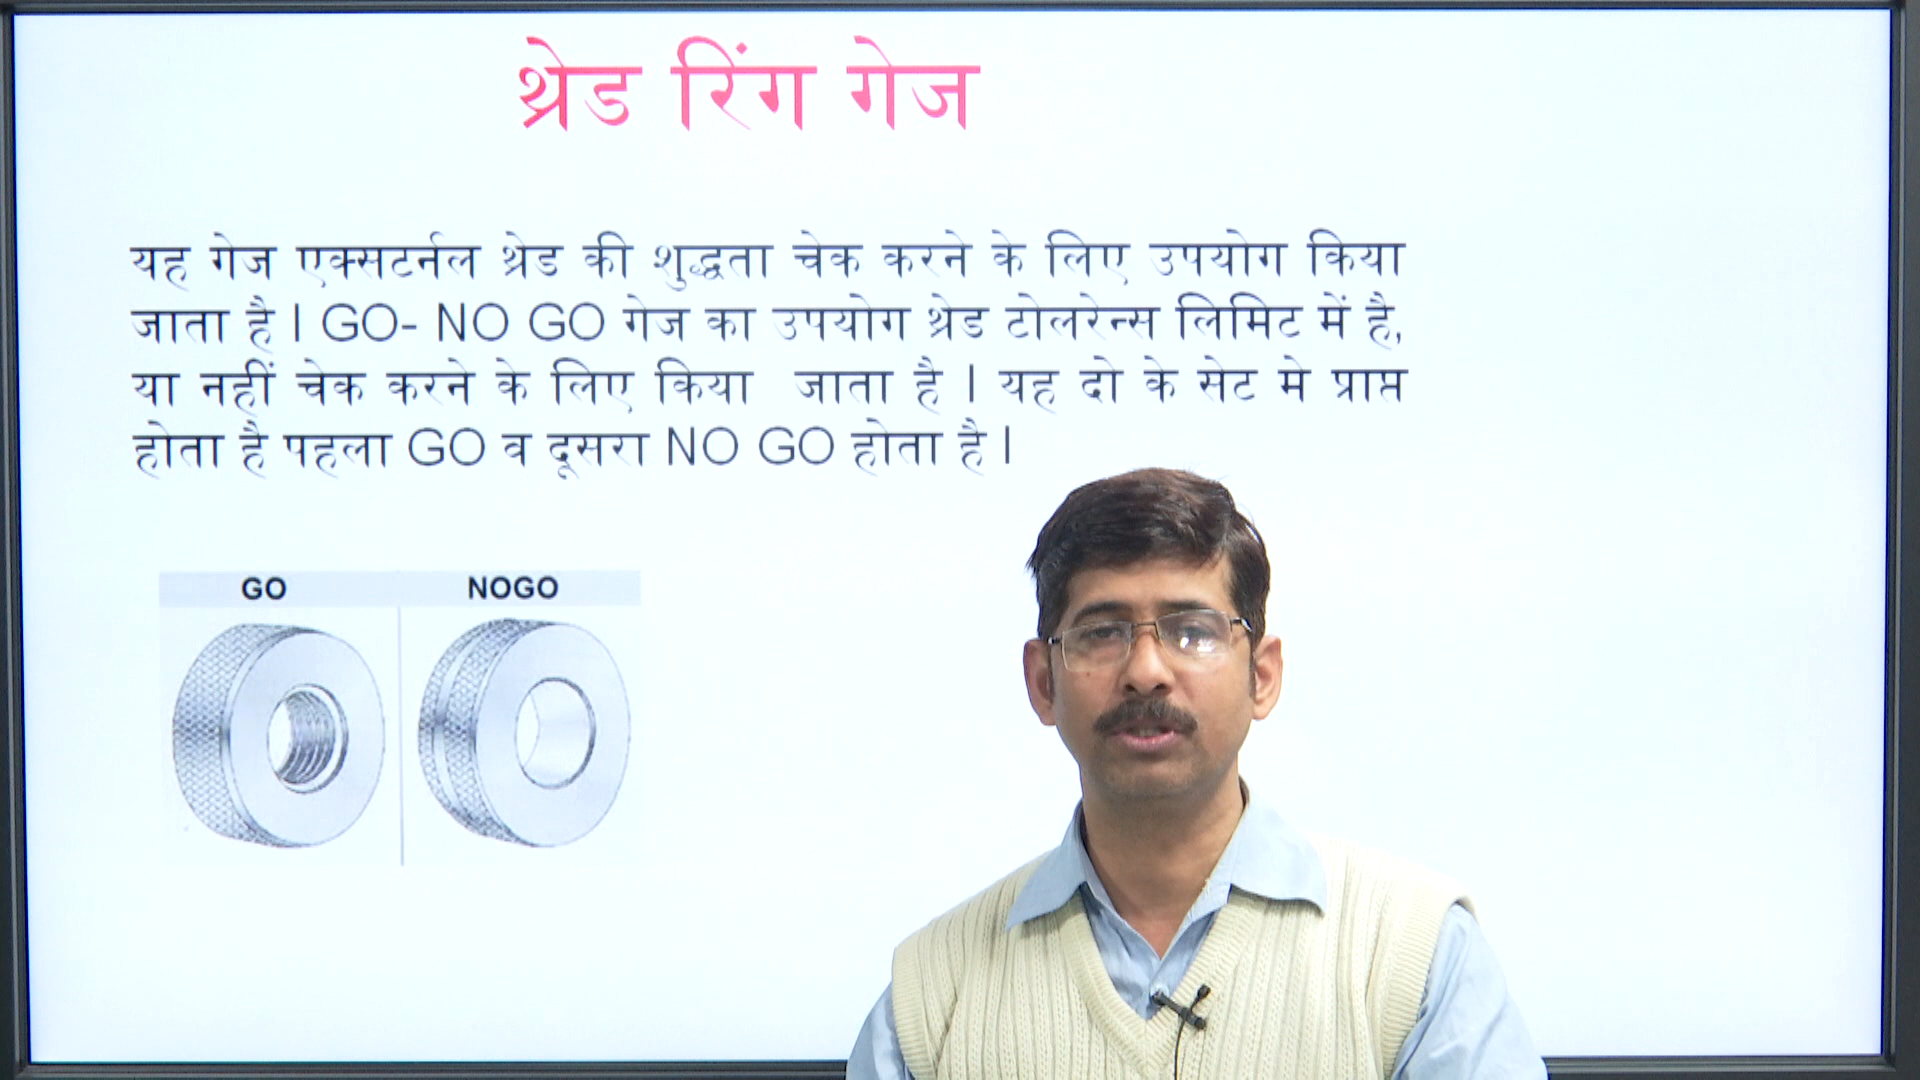 थ्रेड रिंग गेज
यह गेज एक्सटर्नल थ्रेड की शुद्धता चेक करने के लिए उपयोग किया
जाता है l GO- NO GO गेज का उपयोग थ्रेड टोलरेन्स लिमिट में है,
या नहीं चेक करने के लिए किया जाता है l यह दो के सेट मे प्राप्त
होता है पहला GO व दूसरा NO GO होता है l
GO NOGO